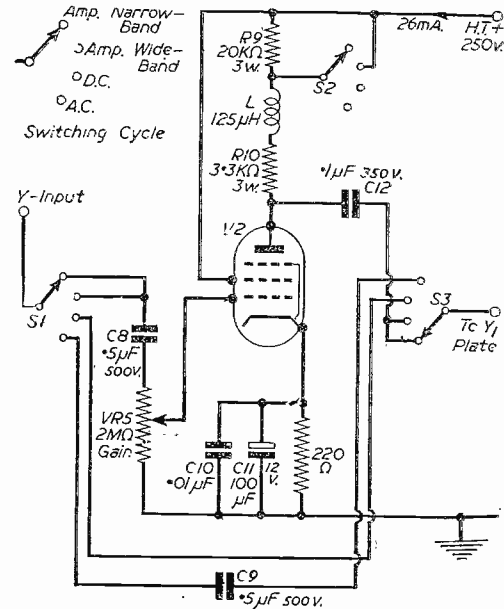 Amp. Narrow-
Band
Amp. Wide-
Band
D.C.
A.C.
Switching Cycle
Y-Input
S1
C8
·5µF
500v.
VR5
2MΩ
Gain
R9
20KΩ
3w.
L
125µH
R10
3·3KΩ
3w.
V2
S2
26mA.
H.T.+
250v.
·1µF 350v.
C12
S3
To Y1
Plate
C10
·01µF
C11
100
µF
12
v.
220
Ω
C9
·5µF 500v.